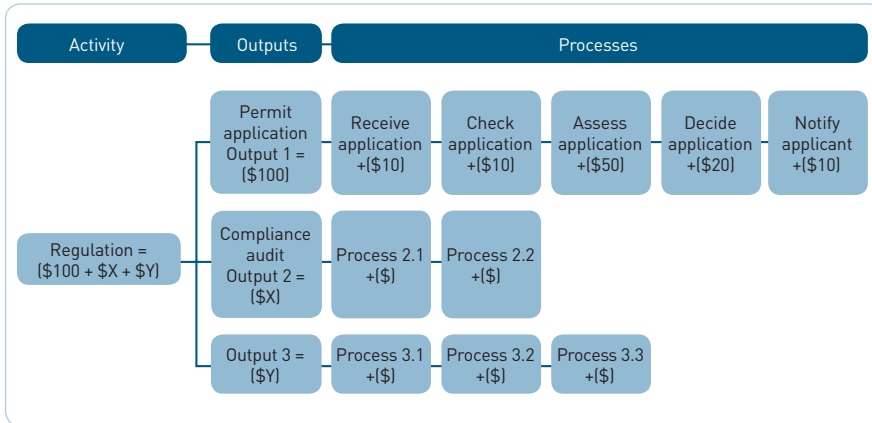 Activity
Outputs
Processes
Permit
application
Output 1 =
($100)
Receive
application
+($10)
Check
application
+($10)
Assess
application
+($50)
Decide
application
+($20)
Notify
applicant
+($10)
Regulation =
($100 + $X + $Y)
Compliance
audit
Output 2 =
($X)
Process 2.1
+($)
Process 2.2
+($)
Output 3 =
($Y)
Process 3.1
+($)
Process 3.2
+($)
Process 3.3
+($)